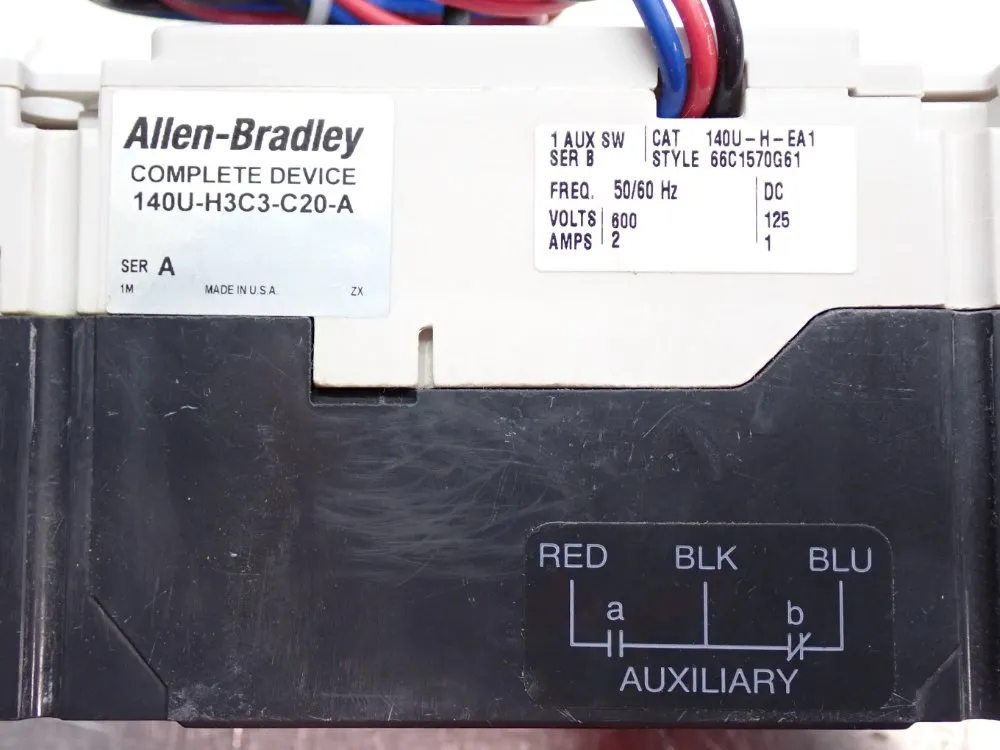 Allen-Bradley
COMPLETE DEVICE
140U-H3C3-C20-A
SER A
1M MADE IN U.S.A. ZX
1 AUX SW CAT 140U-H-EA1
SER B STYLE 66C1570G61
FREQ. 50/60 Hz DC
VOLTS 600 125
AMPS 2 1
RED BLK BLU
a b
AUXILIARY